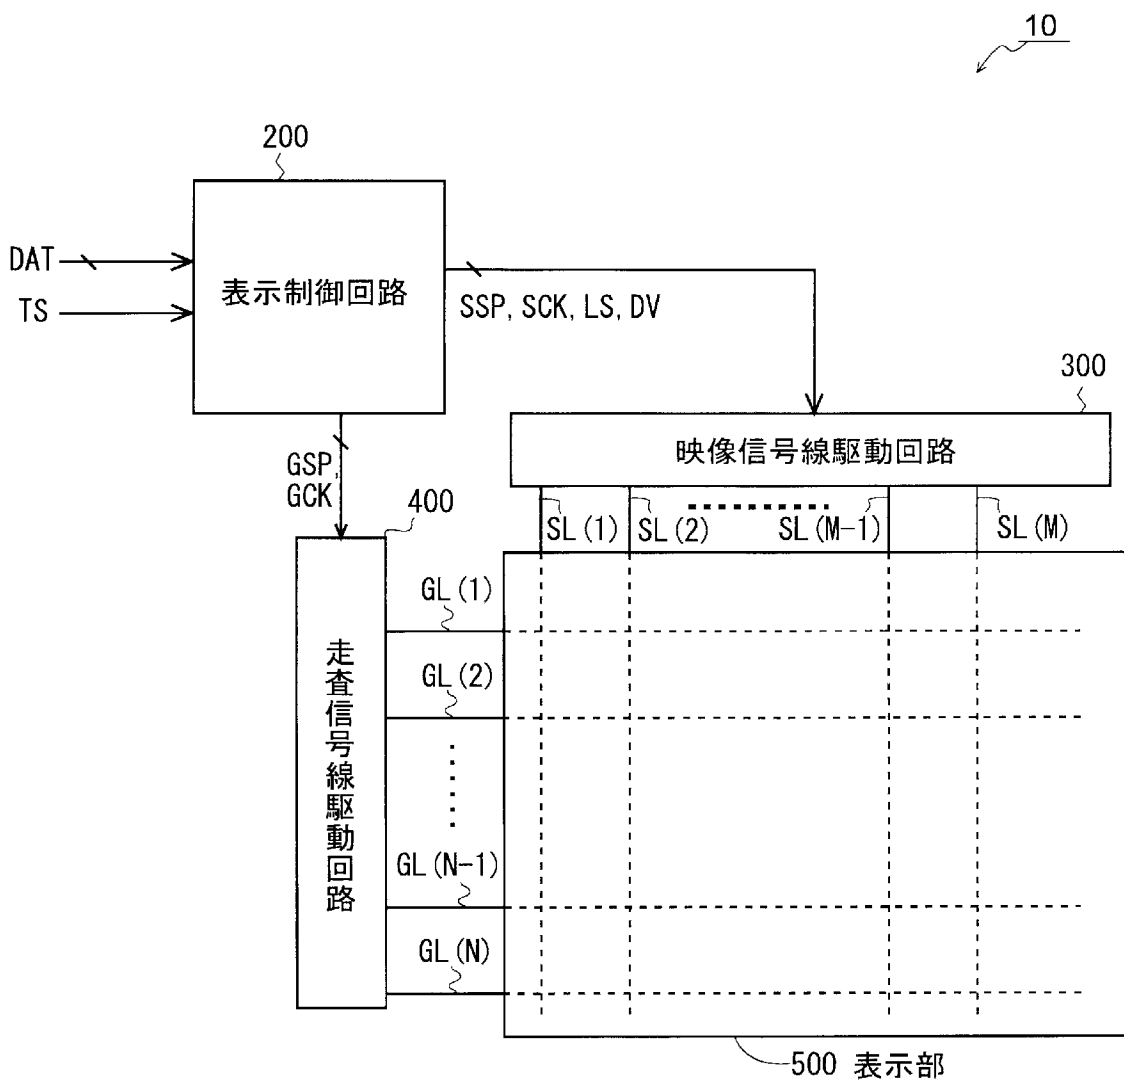 10
200
DAT
TS
表示制御回路
SSP, SCK, LS, DV
300
映像信号線駆動回路
GSP,
GCK
400
SL(1)
SL(2)
SL(M-1)
SL(M)
走査信号線駆動回路
GL(1)
GL(2)
GL(N-1)
GL(N)
500 表示部